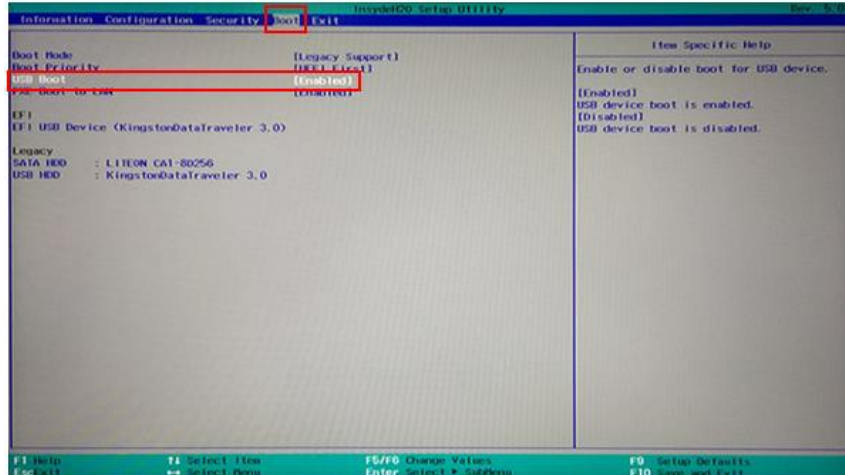 InsydeH20 Setup Utility Rev. 5.0
Information Configuration Security Boot Exit
Item Specific Help
Boot Mode [Legacy Support]
Boot Priority [UEFI First]
USB Boot [Enabled]
PXE Boot to LAN [Enabled]
EFI
EFI USB Device (KingstonDataTraveler 3.0)
Legacy
SATA HDD : LITEON CA1-8D256
USB HDD : KingstonDataTraveler 3.0
Enable or disable boot for USB device.
[Enabled]
USB device boot is enabled.
[Disabled]
USB device boot is disabled.
F1 Help ↑↓ Select Item F5/F6 Change Values F9 Setup Defaults
Esc Exit ↔ Select Menu Enter Select ▶ SubMenu F10 Save and Exit